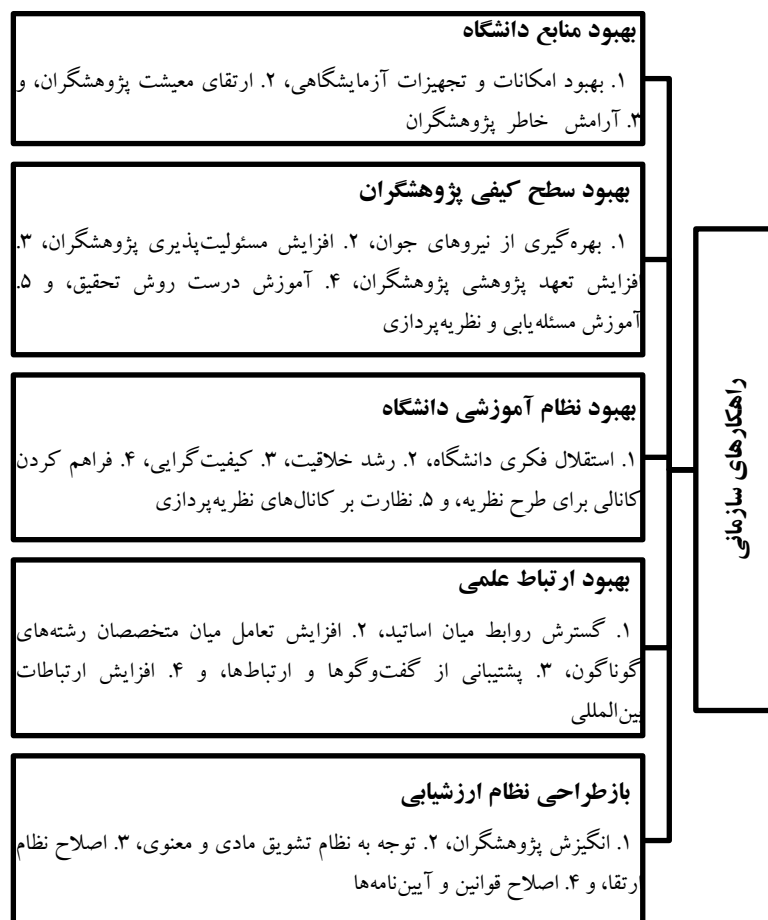 بهبود منابع دانشگاه
۱. بهبود امکانات و تجهیزات آزمایشگاهی، ۲. ارتقای معیشت پژوهشگران، و
۳. آرامش خاطر پژوهشگران
بهبود سطح کیفی پژوهشگران
۱. بهره‌گیری از نیروهای جوان، ۲. افزایش مسئولیت‌پذیری پژوهشگران، ۳.
افزایش تعهد پژوهشی پژوهشگران، ۴. آموزش درست روش تحقیق، و ۵.
آموزش مسئله‌یابی و نظریه‌پردازی
بهبود نظام آموزشی دانشگاه
۱. استقلال فکری دانشگاه، ۲. رشد خلاقیت، ۳. کیفیت‌گرایی، ۴. فراهم کردن
کانالی برای طرح نظریه، و ۵. نظارت بر کانال‌های نظریه‌پردازی
بهبود ارتباط علمی
۱. گسترش روابط میان اساتید، ۲. افزایش تعامل میان متخصصان رشته‌های
گوناگون، ۳. پشتیبانی از گفت‌وگوها و ارتباط‌ها، و ۴. افزایش ارتباطات
بین‌المللی
بازطراحی نظام ارزشیابی
۱. انگیزش پژوهشگران، ۲. توجه به نظام تشویق مادی و معنوی، ۳. اصلاح نظام
ارتقا، و ۴. اصلاح قوانین و آیین‌نامه‌ها
راهکارهای سازمانی